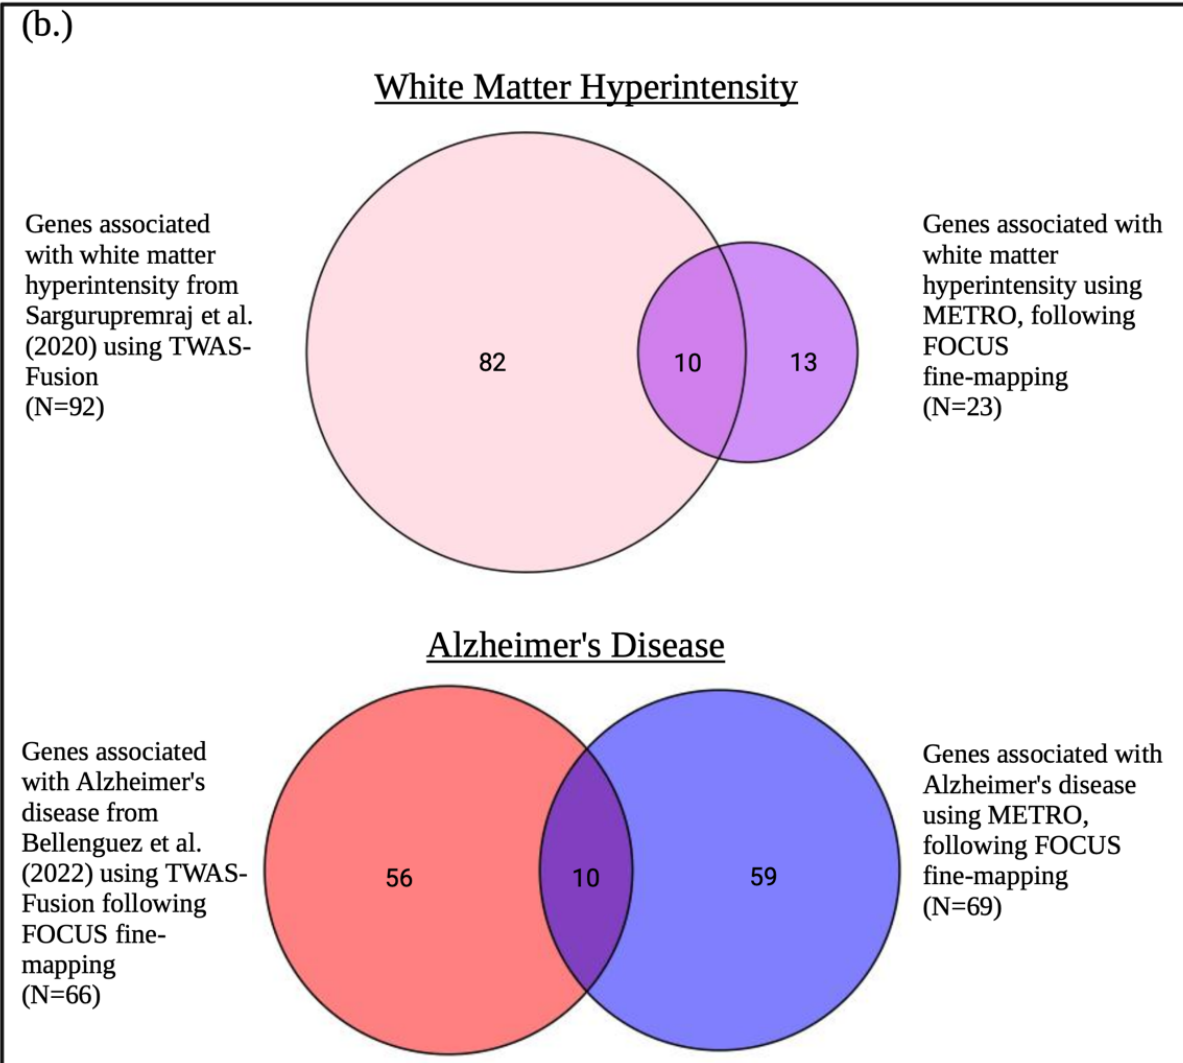 (b.)
White Matter Hyperintensity
Genes associated
with white matter
hyperintensity from
Sargurupremraj et al.
(2020) using TWAS-
Fusion
(N=92)
82
10
13
Genes associated with
white matter
hyperintensity using
METRO, following
FOCUS
fine-mapping
(N=23)
Alzheimer's Disease
Genes associated
with Alzheimer's
disease from
Bellenguez et al.
(2022) using TWAS-
Fusion following
FOCUS fine-
mapping
(N=66)
56
10
59
Genes associated with
Alzheimer's disease
using METRO,
following FOCUS
fine-mapping
(N=69)